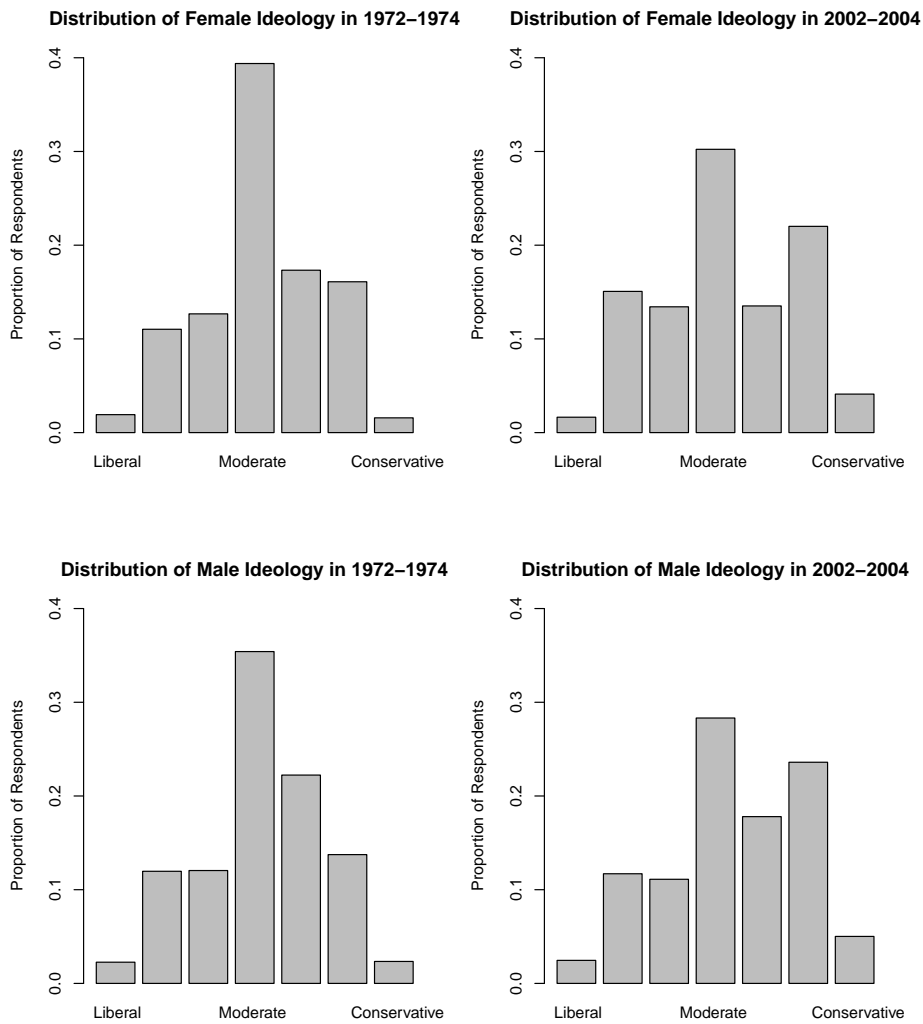 Distribution of Female Ideology in 1972−1974
Proportion of Respondents
0.0 0.1 0.2 0.3 0.4
Liberal Moderate Conservative
Distribution of Female Ideology in 2002−2004
Proportion of Respondents
0.0 0.1 0.2 0.3 0.4
Liberal Moderate Conservative
Distribution of Male Ideology in 1972−1974
Proportion of Respondents
0.0 0.1 0.2 0.3 0.4
Liberal Moderate Conservative
Distribution of Male Ideology in 2002−2004
Proportion of Respondents
0.0 0.1 0.2 0.3 0.4
Liberal Moderate Conservative